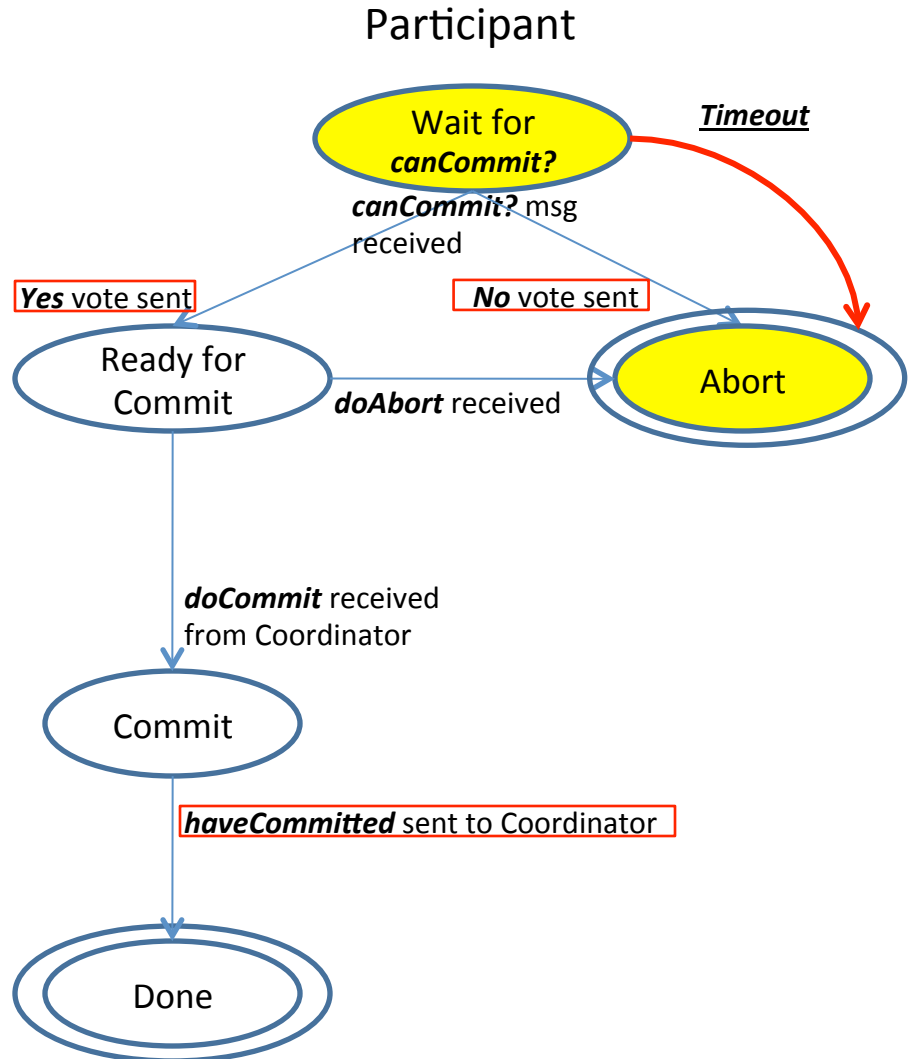 Participant
Wait for
canCommit?
Timeout
canCommit? msg
received
Yes vote sent
No vote sent
Ready for
Commit
Abort
doAbort received
doCommit received
from Coordinator
Commit
haveCommitted sent to Coordinator
Done